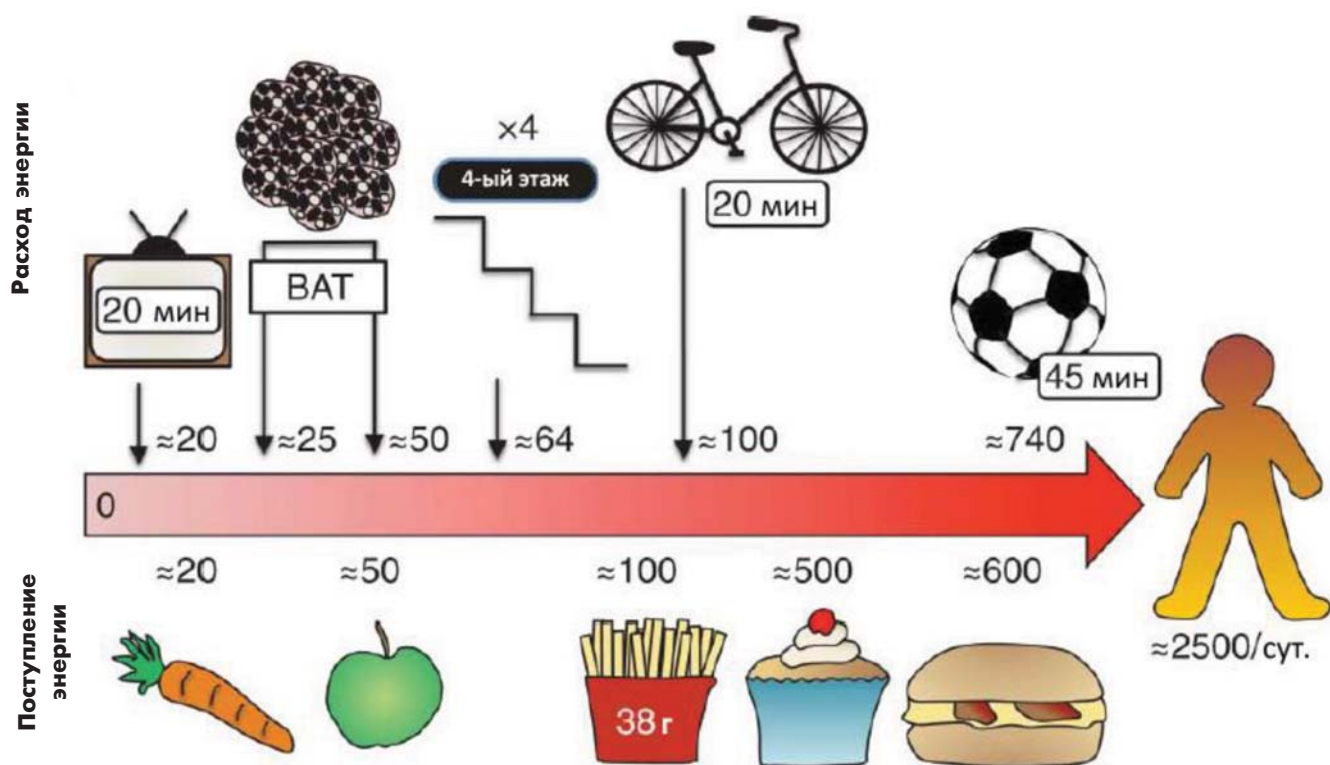 Расход энергии
×4
4-ый этаж
20 мин
20 мин
BAT
45 мин
≈20
≈25
≈50
≈64
≈100
≈740
0
≈20
≈50
≈100
≈500
≈600
≈2500/сут.
Поступление
энергии
38 г